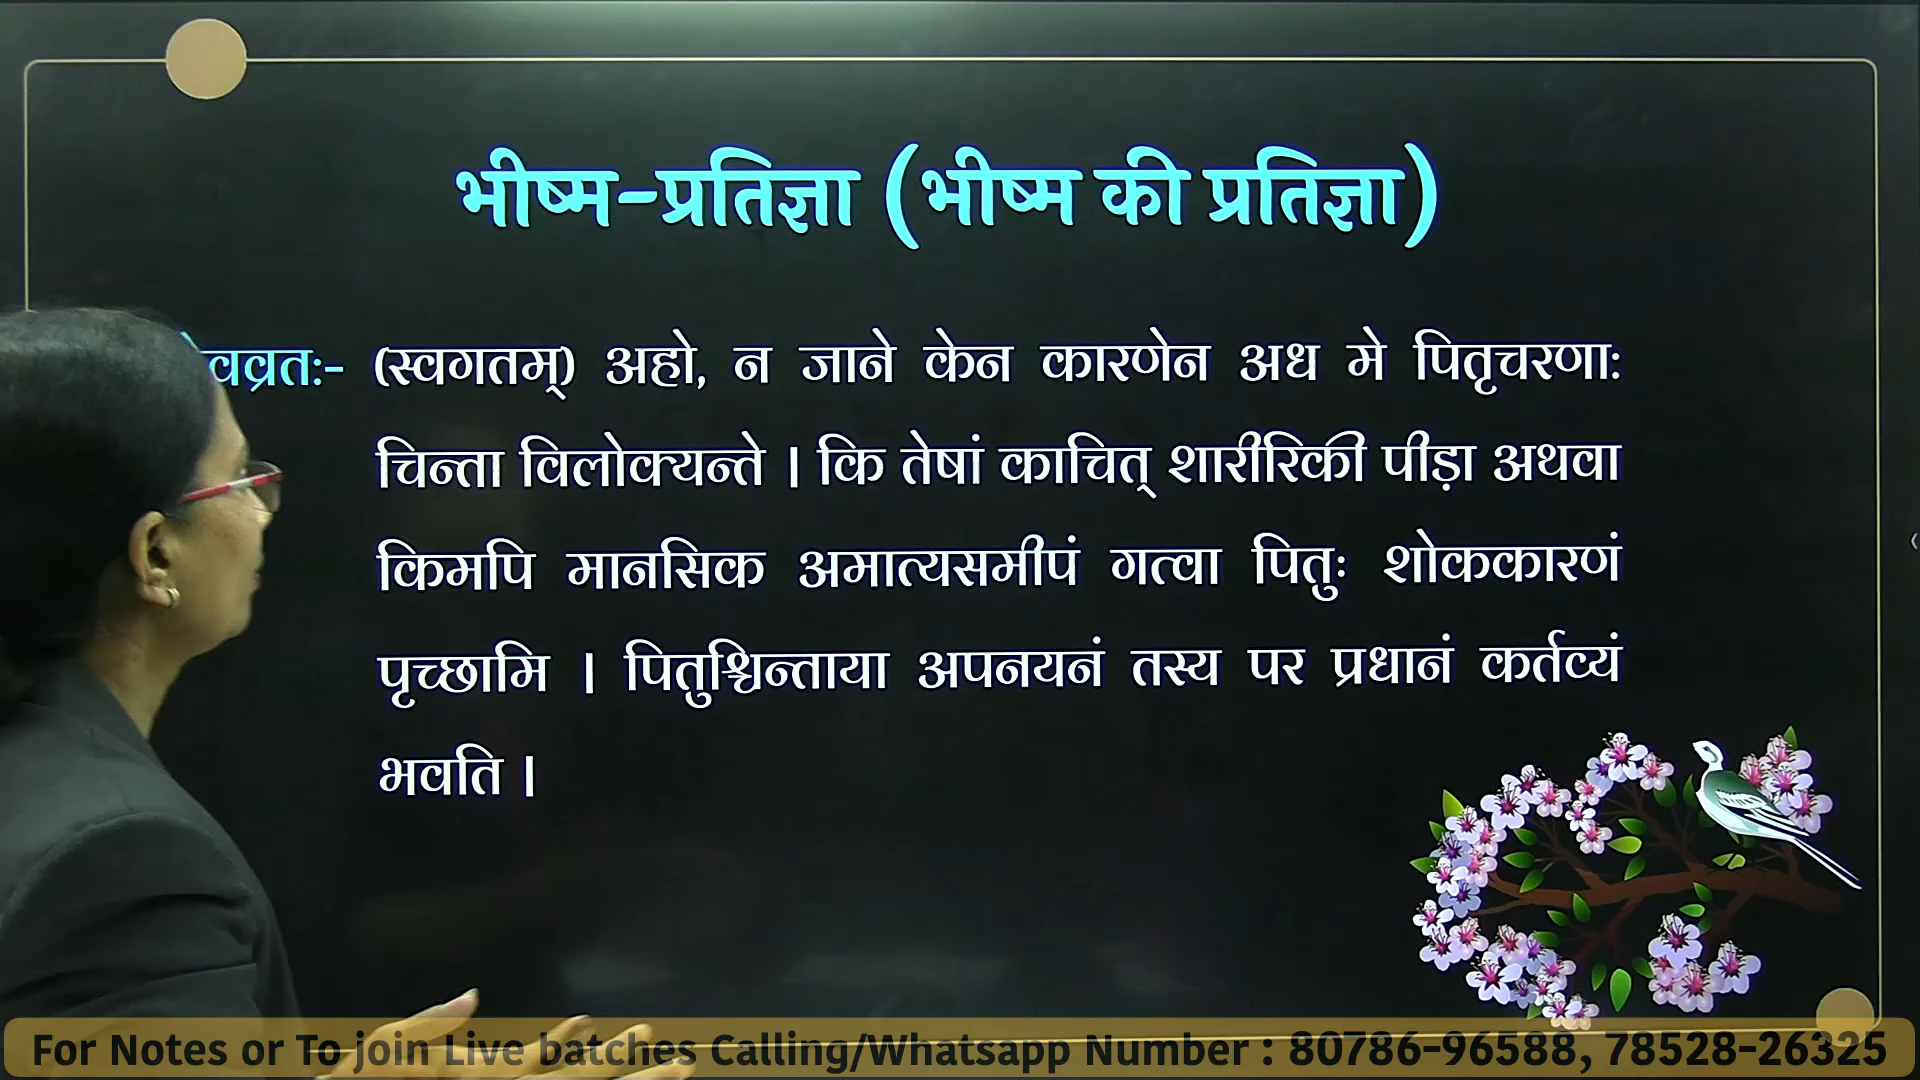 भीष्म-प्रतिज्ञा (भीष्म की प्रतिज्ञा)
(स्वगतम्) अहो, न जाने केन कारणेन अध मे पितृचरणाः
चिन्ता विलोक्यन्ते । कि तेषां काचित् शारीरिकी पीड़ा अथवा
किमपि मानसिक अमात्यसमीपं गत्वा पितुः शोककारणं
पृच्छामि । पितुश्चिन्ताया अपनयनं तस्य पर प्रधानं कर्तव्यं
भवति ।
For Notes or To join Live batches Calling/Whatsapp Number : 80786-96588, 78528-26325